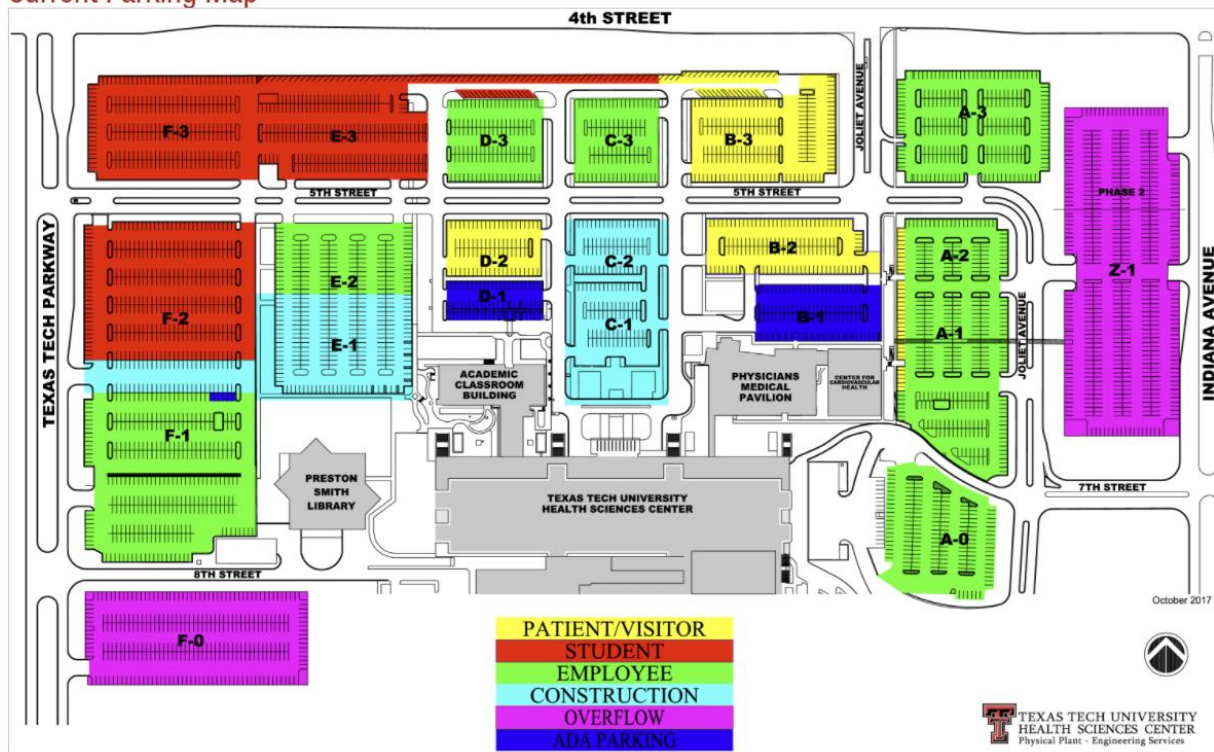 Current Parking Map
4th STREET
JOLIET AVENUE
F-3
E-3
D-3
C-3
B-3
A-3
5TH STREET
5TH STREET
PHASE 2
TEXAS TECH PARKWAY
INDIANA AVENUE
E-2
D-2
C-2
B-2
A-2
Z-1
F-2
D-1
B-1
E-1
C-1
A-1
JOLIET AVENUE
ACADEMIC
CLASSROOM
BUILDING
PHYSICIANS
MEDICAL
PAVILION
CENTER FOR
CARDIOVASCULAR
HEALTH
F-1
PRESTON
SMITH
LIBRARY
TEXAS TECH UNIVERSITY
HEALTH SCIENCES CENTER
7TH STREET
A-0
8TH STREET
F-0
October 2017
PATIENT/VISITOR
STUDENT
EMPLOYEE
CONSTRUCTION
OVERFLOW
ADA PARKING
TEXAS TECH UNIVERSITY
HEALTH SCIENCES CENTER
Physical Plant - Engineering Services